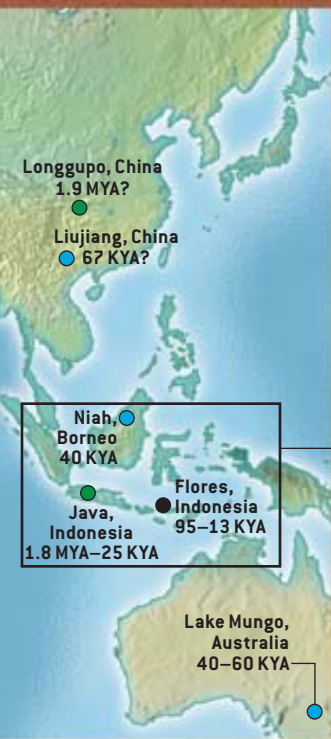 Longgupo, China
1.9 MYA?
Liujiang, China
67 KYA?
Niah,
Borneo
40 KYA
Flores,
Indonesia
95–13 KYA
Java,
Indonesia
1.8 MYA–25 KYA
Lake Mungo,
Australia
40–60 KYA